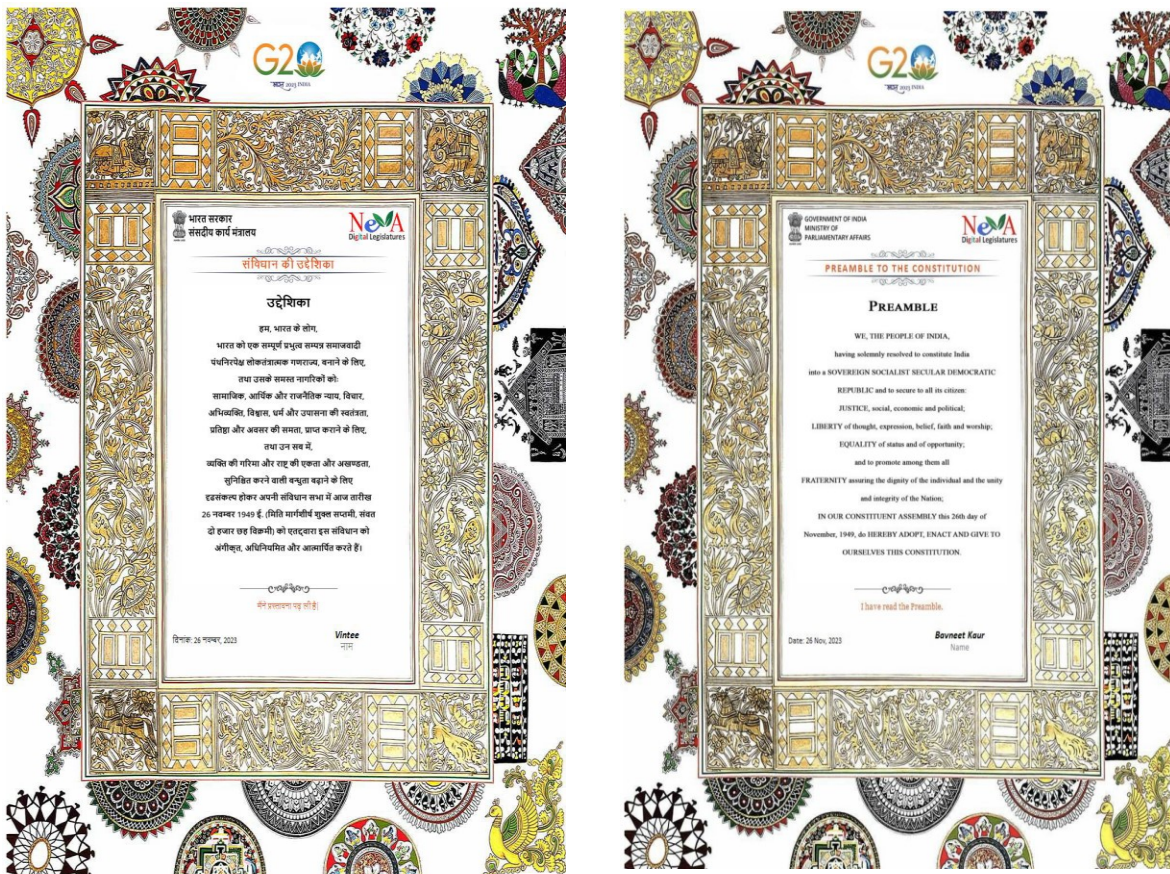 G20
भारत 2023 INDIA
भारत सरकार
संसदीय कार्य मंत्रालय
NeVA
Digital Legislatures
संविधान की उद्देशिका
उद्देशिका
हम, भारत के लोग,
भारत को एक सम्पूर्ण प्रभुत्व सम्पन्न समाजवादी
पंथनिरपेक्ष लोकतंत्रात्मक गणराज्य, बनाने के लिए,
तथा उसके समस्त नागरिकों को:
सामाजिक, आर्थिक और राजनैतिक न्याय, विचार,
अभिव्यक्ति, विश्वास, धर्म और उपासना की स्वतंत्रता,
प्रतिष्ठा और अवसर की समता, प्राप्त कराने के लिए,
तथा उन सब में,
व्यक्ति की गरिमा और राष्ट्र की एकता और अखण्डता,
सुनिश्चित करने वाली बन्धुता बढ़ाने के लिए
दृढसंकल्प होकर अपनी संविधान सभा में आज तारीख
26 नवम्बर 1949 ई. (मिति मार्गशीर्ष शुक्ल सप्तमी, संवत
दो हजार छह विक्रमी) को एतद्द्वारा इस संविधान को
अंगीकृत, अधिनियमित और आत्मार्पित करते हैं।
मैंने प्रस्तावना पढ़ ली है|
दिनांक: 26 नवम्बर, 2023
Vintee
नाम
G20
भारत 2023 INDIA
GOVERNMENT OF INDIA
MINISTRY OF
PARLIAMENTARY AFFAIRS
NeVA
Digital Legislatures
PREAMBLE TO THE CONSTITUTION
PREAMBLE
WE, THE PEOPLE OF INDIA,
having solemnly resolved to constitute India
into a SOVEREIGN SOCIALIST SECULAR DEMOCRATIC
REPUBLIC and to secure to all its citizen:
JUSTICE, social, economic and political;
LIBERTY of thought, expression, belief, faith and worship;
EQUALITY of status and of opportunity;
and to promote among them all
FRATERNITY assuring the dignity of the individual and the unity
and integrity of the Nation;
IN OUR CONSTITUENT ASSEMBLY this 26th day of
November, 1949, do HEREBY ADOPT, ENACT AND GIVE TO
OURSELVES THIS CONSTITUTION.
I have read the Preamble.
Date: 26 Nov, 2023
Bavneet Kaur
Name